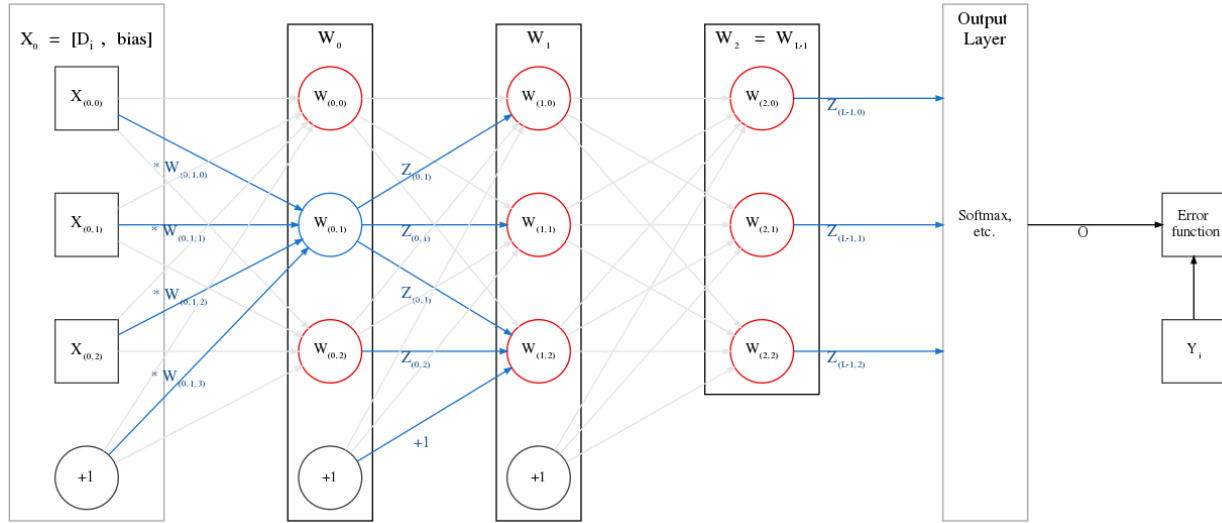 X₀ = [Dᵢ , bias]
W₀
W₁
W₂ = W_L-1
Output
Layer
X(0,0)
W(0,0)
W(1,0)
W(2,0)
Z(L-1,0)
* W(0,1,0)
Z(0,1)
X(0,1)
* W(0,1,1)
W(0,1)
Z(0,1)
W(1,1)
W(2,1)
Z(L-1,1)
Softmax,
etc.
O
Error
function
* W(0,1,2)
Z(0,1)
X(0,2)
* W(0,1,3)
W(0,2)
Z(0,2)
W(1,2)
W(2,2)
Z(L-1,2)
Yᵢ
+1
+1
+1
+1